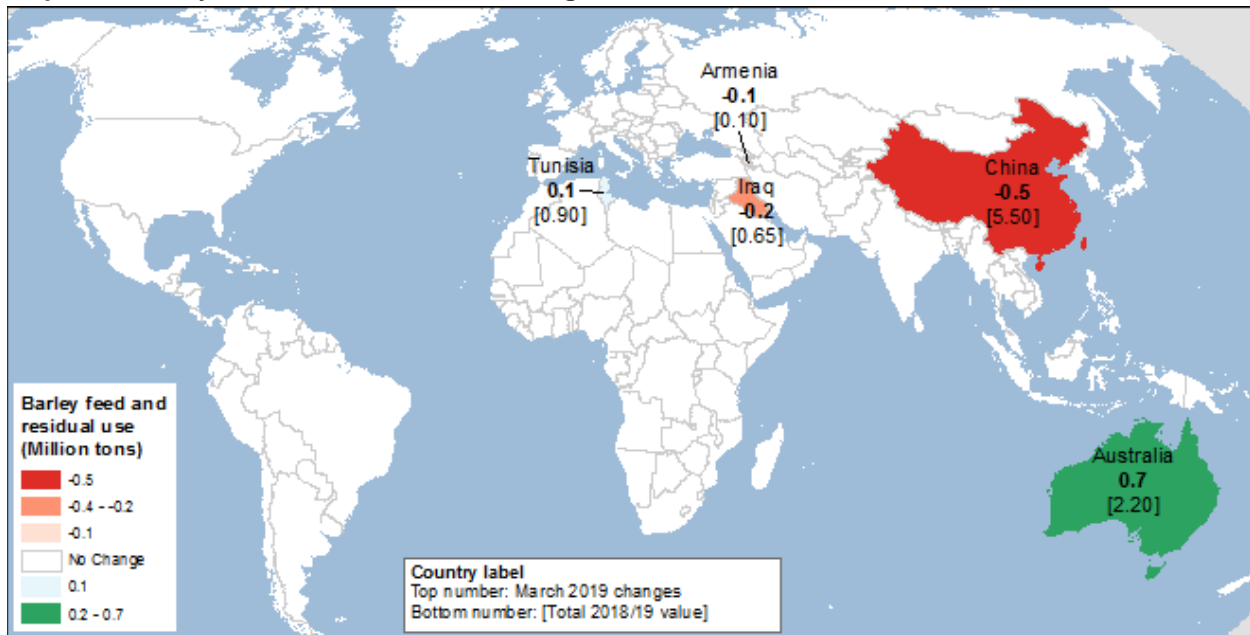 Armenia
-0.1
[0.10]
Tunisia
0.1
[0.90]
Iraq
-0.2
[0.65]
China
-0.5
[5.50]
Australia
0.7
[2.20]
Barley feed and
residual use
(Million tons)
-0.5
-0.4 - -0.2
-0.1
No Change
0.1
0.2 - 0.7
Country label
Top number: March 2019 changes
Bottom number: [Total 2018/19 value]